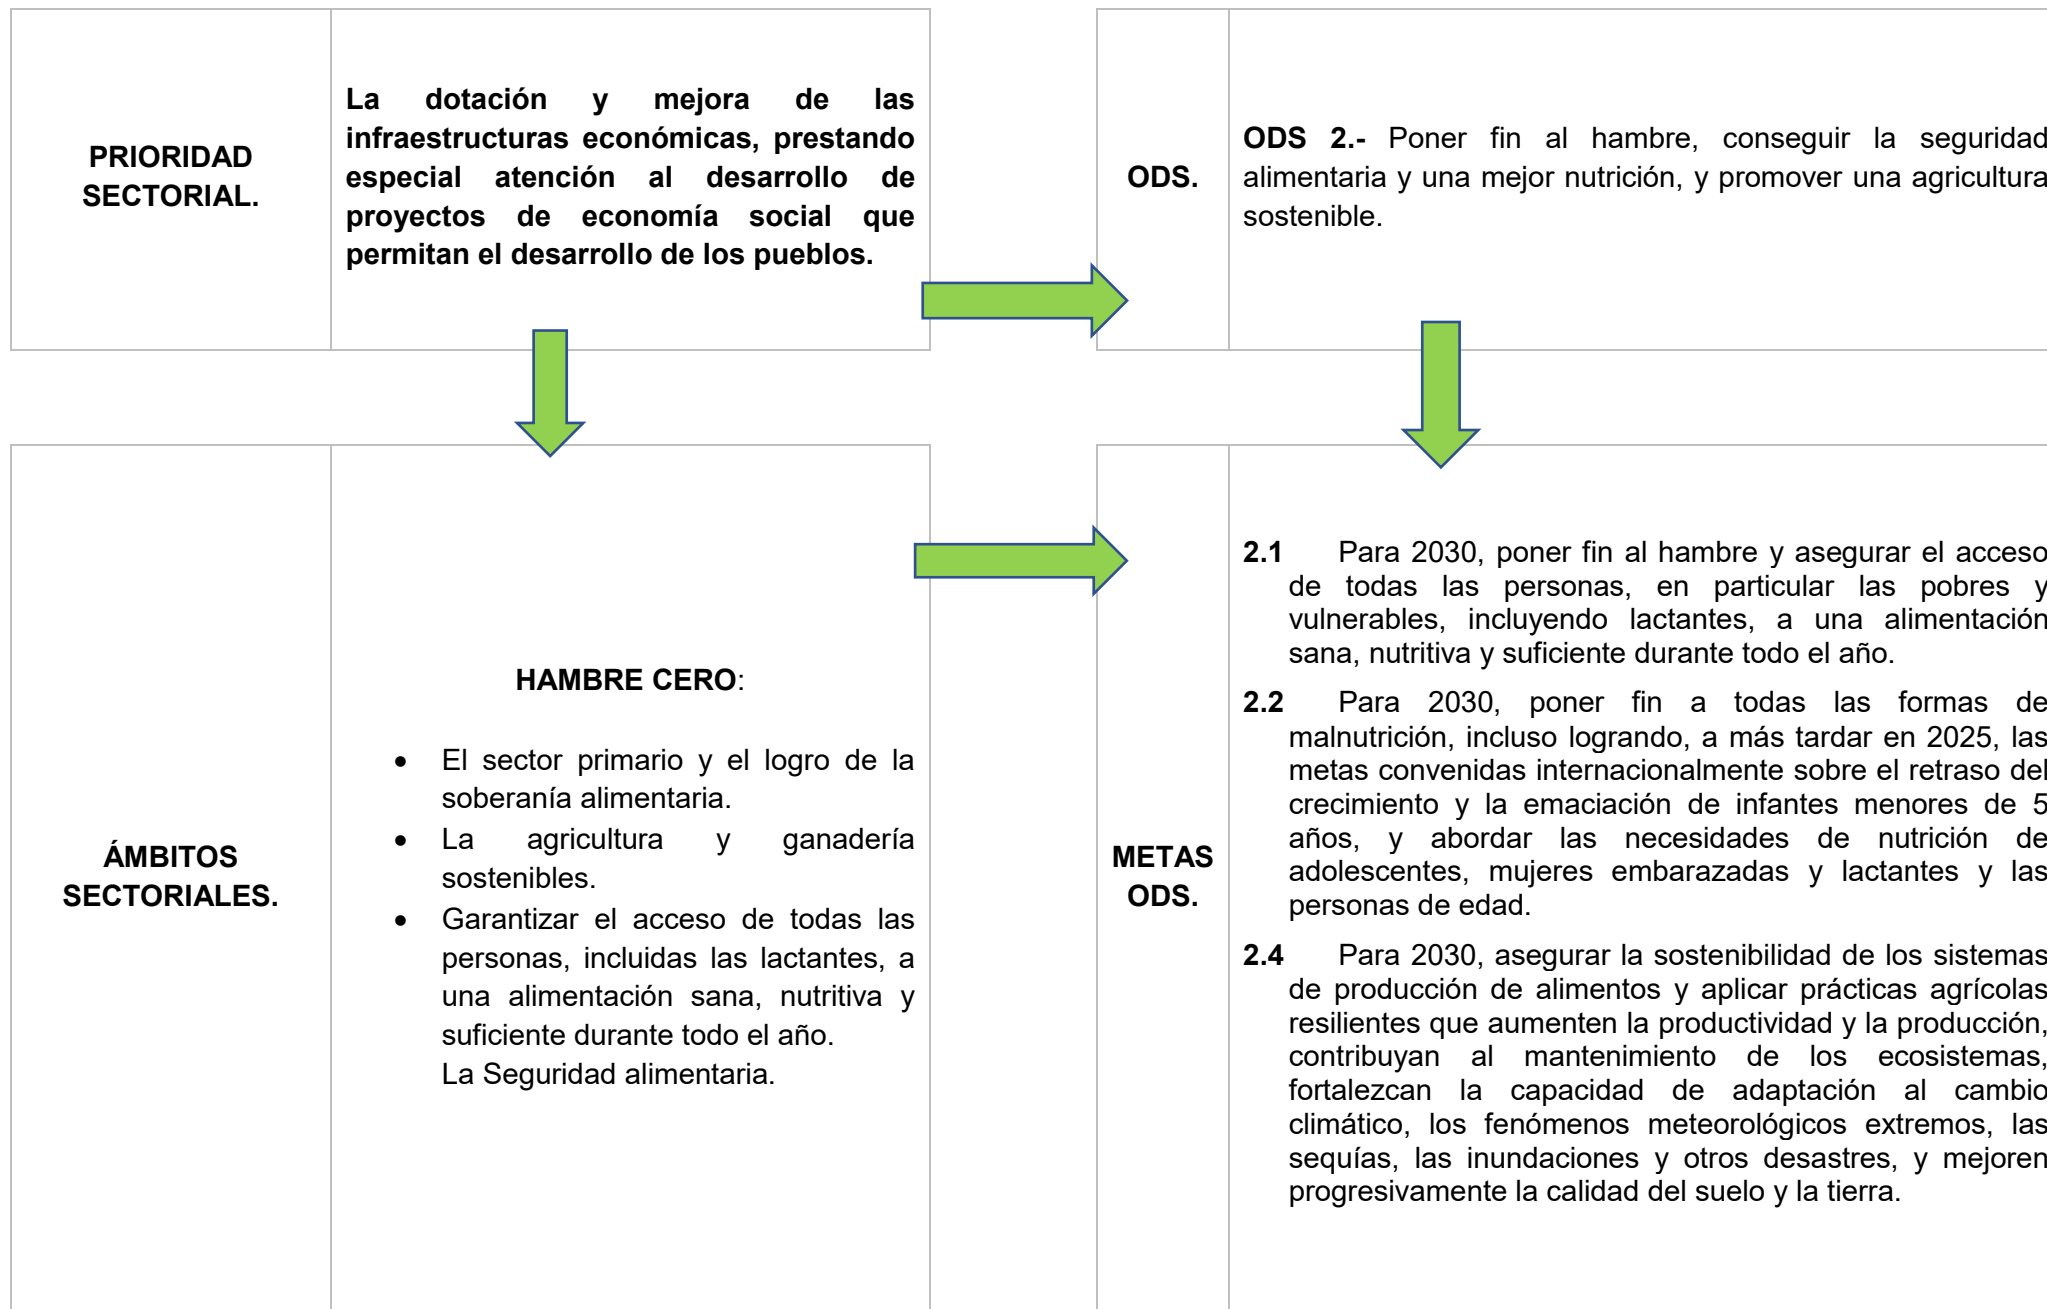 PRIORIDAD
SECTORIAL.
La dotación y mejora de las
infraestructuras económicas, prestando
especial atención al desarrollo de
proyectos de economía social que
permitan el desarrollo de los pueblos.
ODS.
ODS 2.- Poner fin al hambre, conseguir la seguridad
alimentaria y una mejor nutrición, y promover una agricultura
sostenible.
ÁMBITOS
SECTORIALES.
HAMBRE CERO:
• El sector primario y el logro de la
soberanía alimentaria.
• La agricultura y ganadería
sostenibles.
• Garantizar el acceso de todas las
personas, incluidas las lactantes, a
una alimentación sana, nutritiva y
suficiente durante todo el año.
La Seguridad alimentaria.
METAS
ODS.
2.1 Para 2030, poner fin al hambre y asegurar el acceso
de todas las personas, en particular las pobres y
vulnerables, incluyendo lactantes, a una alimentación
sana, nutritiva y suficiente durante todo el año.
2.2 Para 2030, poner fin a todas las formas de
malnutrición, incluso logrando, a más tardar en 2025, las
metas convenidas internacionalmente sobre el retraso del
crecimiento y la emaciación de infantes menores de 5
años, y abordar las necesidades de nutrición de
adolescentes, mujeres embarazadas y lactantes y las
personas de edad.
2.4 Para 2030, asegurar la sostenibilidad de los sistemas
de producción de alimentos y aplicar prácticas agrícolas
resilientes que aumenten la productividad y la producción,
contribuyan al mantenimiento de los ecosistemas,
fortalezcan la capacidad de adaptación al cambio
climático, los fenómenos meteorológicos extremos, las
sequías, las inundaciones y otros desastres, y mejoren
progresivamente la calidad del suelo y la tierra.